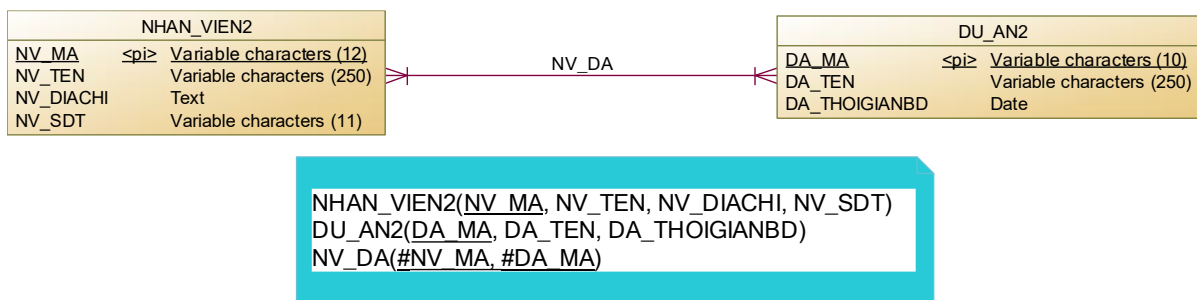 NHAN_VIEN2
NV_MA <pi> Variable characters (12)
NV_TEN Variable characters (250)
NV_DIACHI Text
NV_SDT Variable characters (11)
NV_DA
DU_AN2
DA_MA <pi> Variable characters (10)
DA_TEN Variable characters (250)
DA_THOIGIANBD Date
NHAN_VIEN2(NV_MA, NV_TEN, NV_DIACHI, NV_SDT)
DU_AN2(DA_MA, DA_TEN, DA_THOIGIANBD)
NV_DA(#NV_MA, #DA_MA)